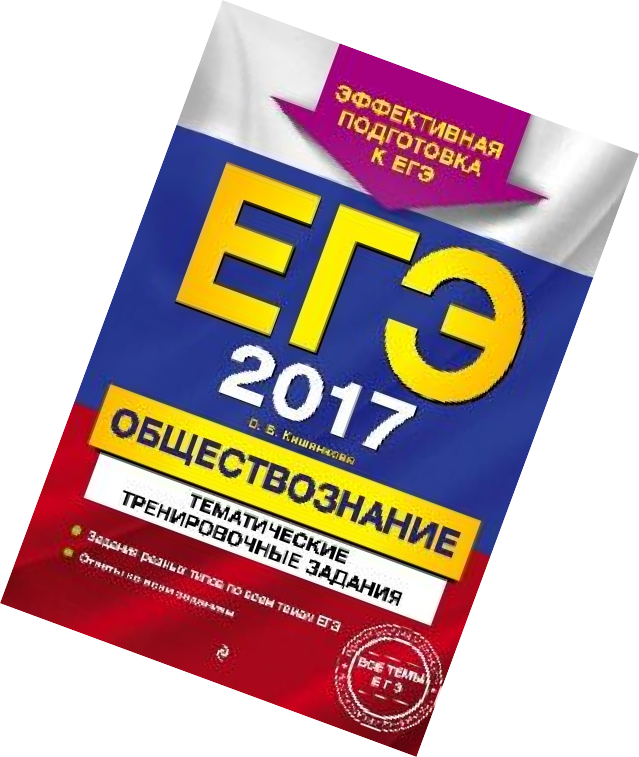 ЭФФЕКТИВНАЯ
ПОДГОТОВКА
К ЕГЭ
ЕГЭ
2017
О. В. Кишенкова
ОБЩЕСТВОЗНАНИЕ
ТЕМАТИЧЕСКИЕ
ТРЕНИРОВОЧНЫЕ ЗАДАНИЯ
Задания разных типов по всем темам ЕГЭ
Ответы ко всем заданиям
ВСЕ ТЕМЫ
ЕГЭ